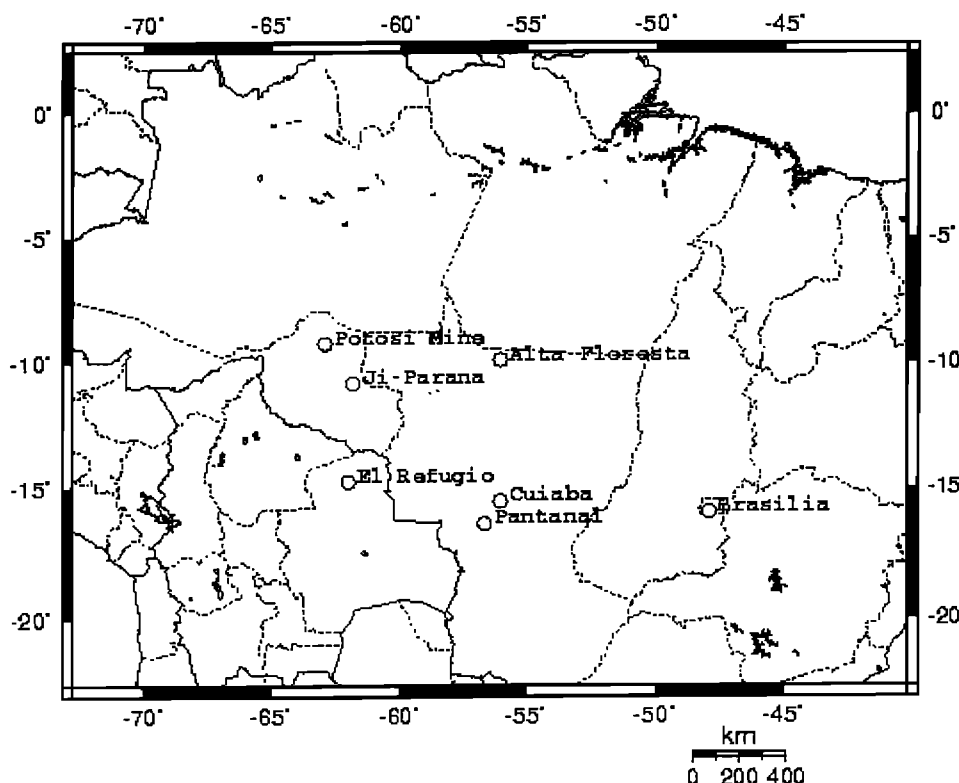 -70° -65° -60° -55° -50° -45°
0° 0°
-5° -5°
Potosi Mine
Alta Floresta
-10° -10°
Ji-Parana
El Refugio
Cuiaba
-15° -15°
Pantanal
Brasilia
-20° -20°
-70° -65° -60° -55° -50° -45°
km
0 200 400